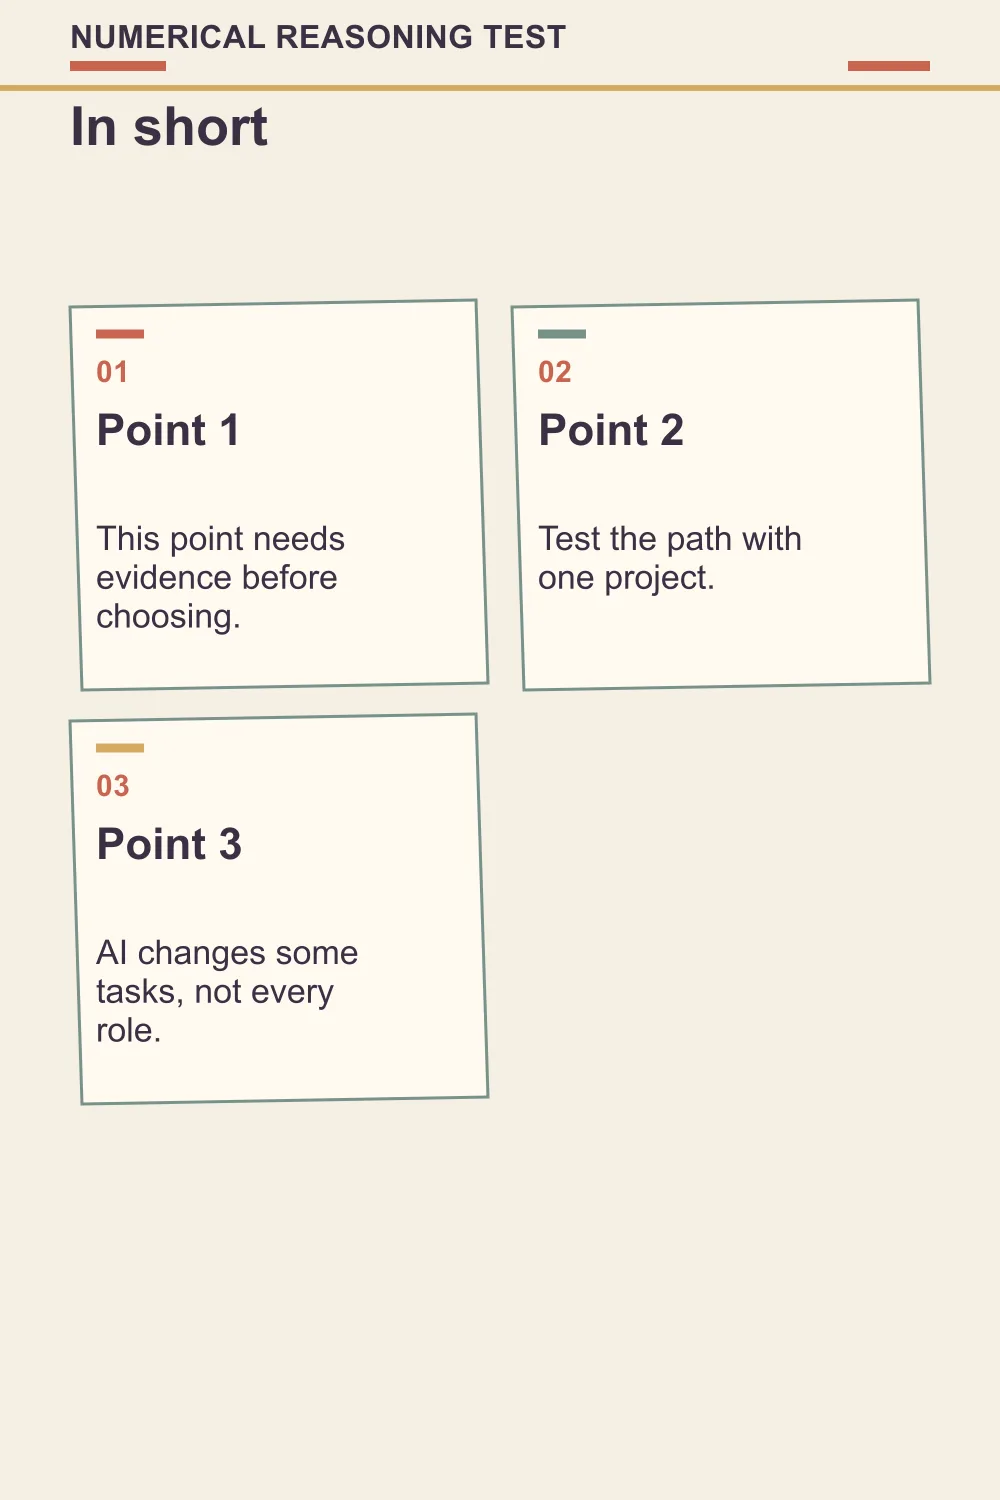 NUMERICAL REASONING TEST
In short
01
Point 1
This point needs
evidence before
choosing.
02
Point 2
Test the path with
one project.
03
Point 3
AI changes some
tasks, not every
role.